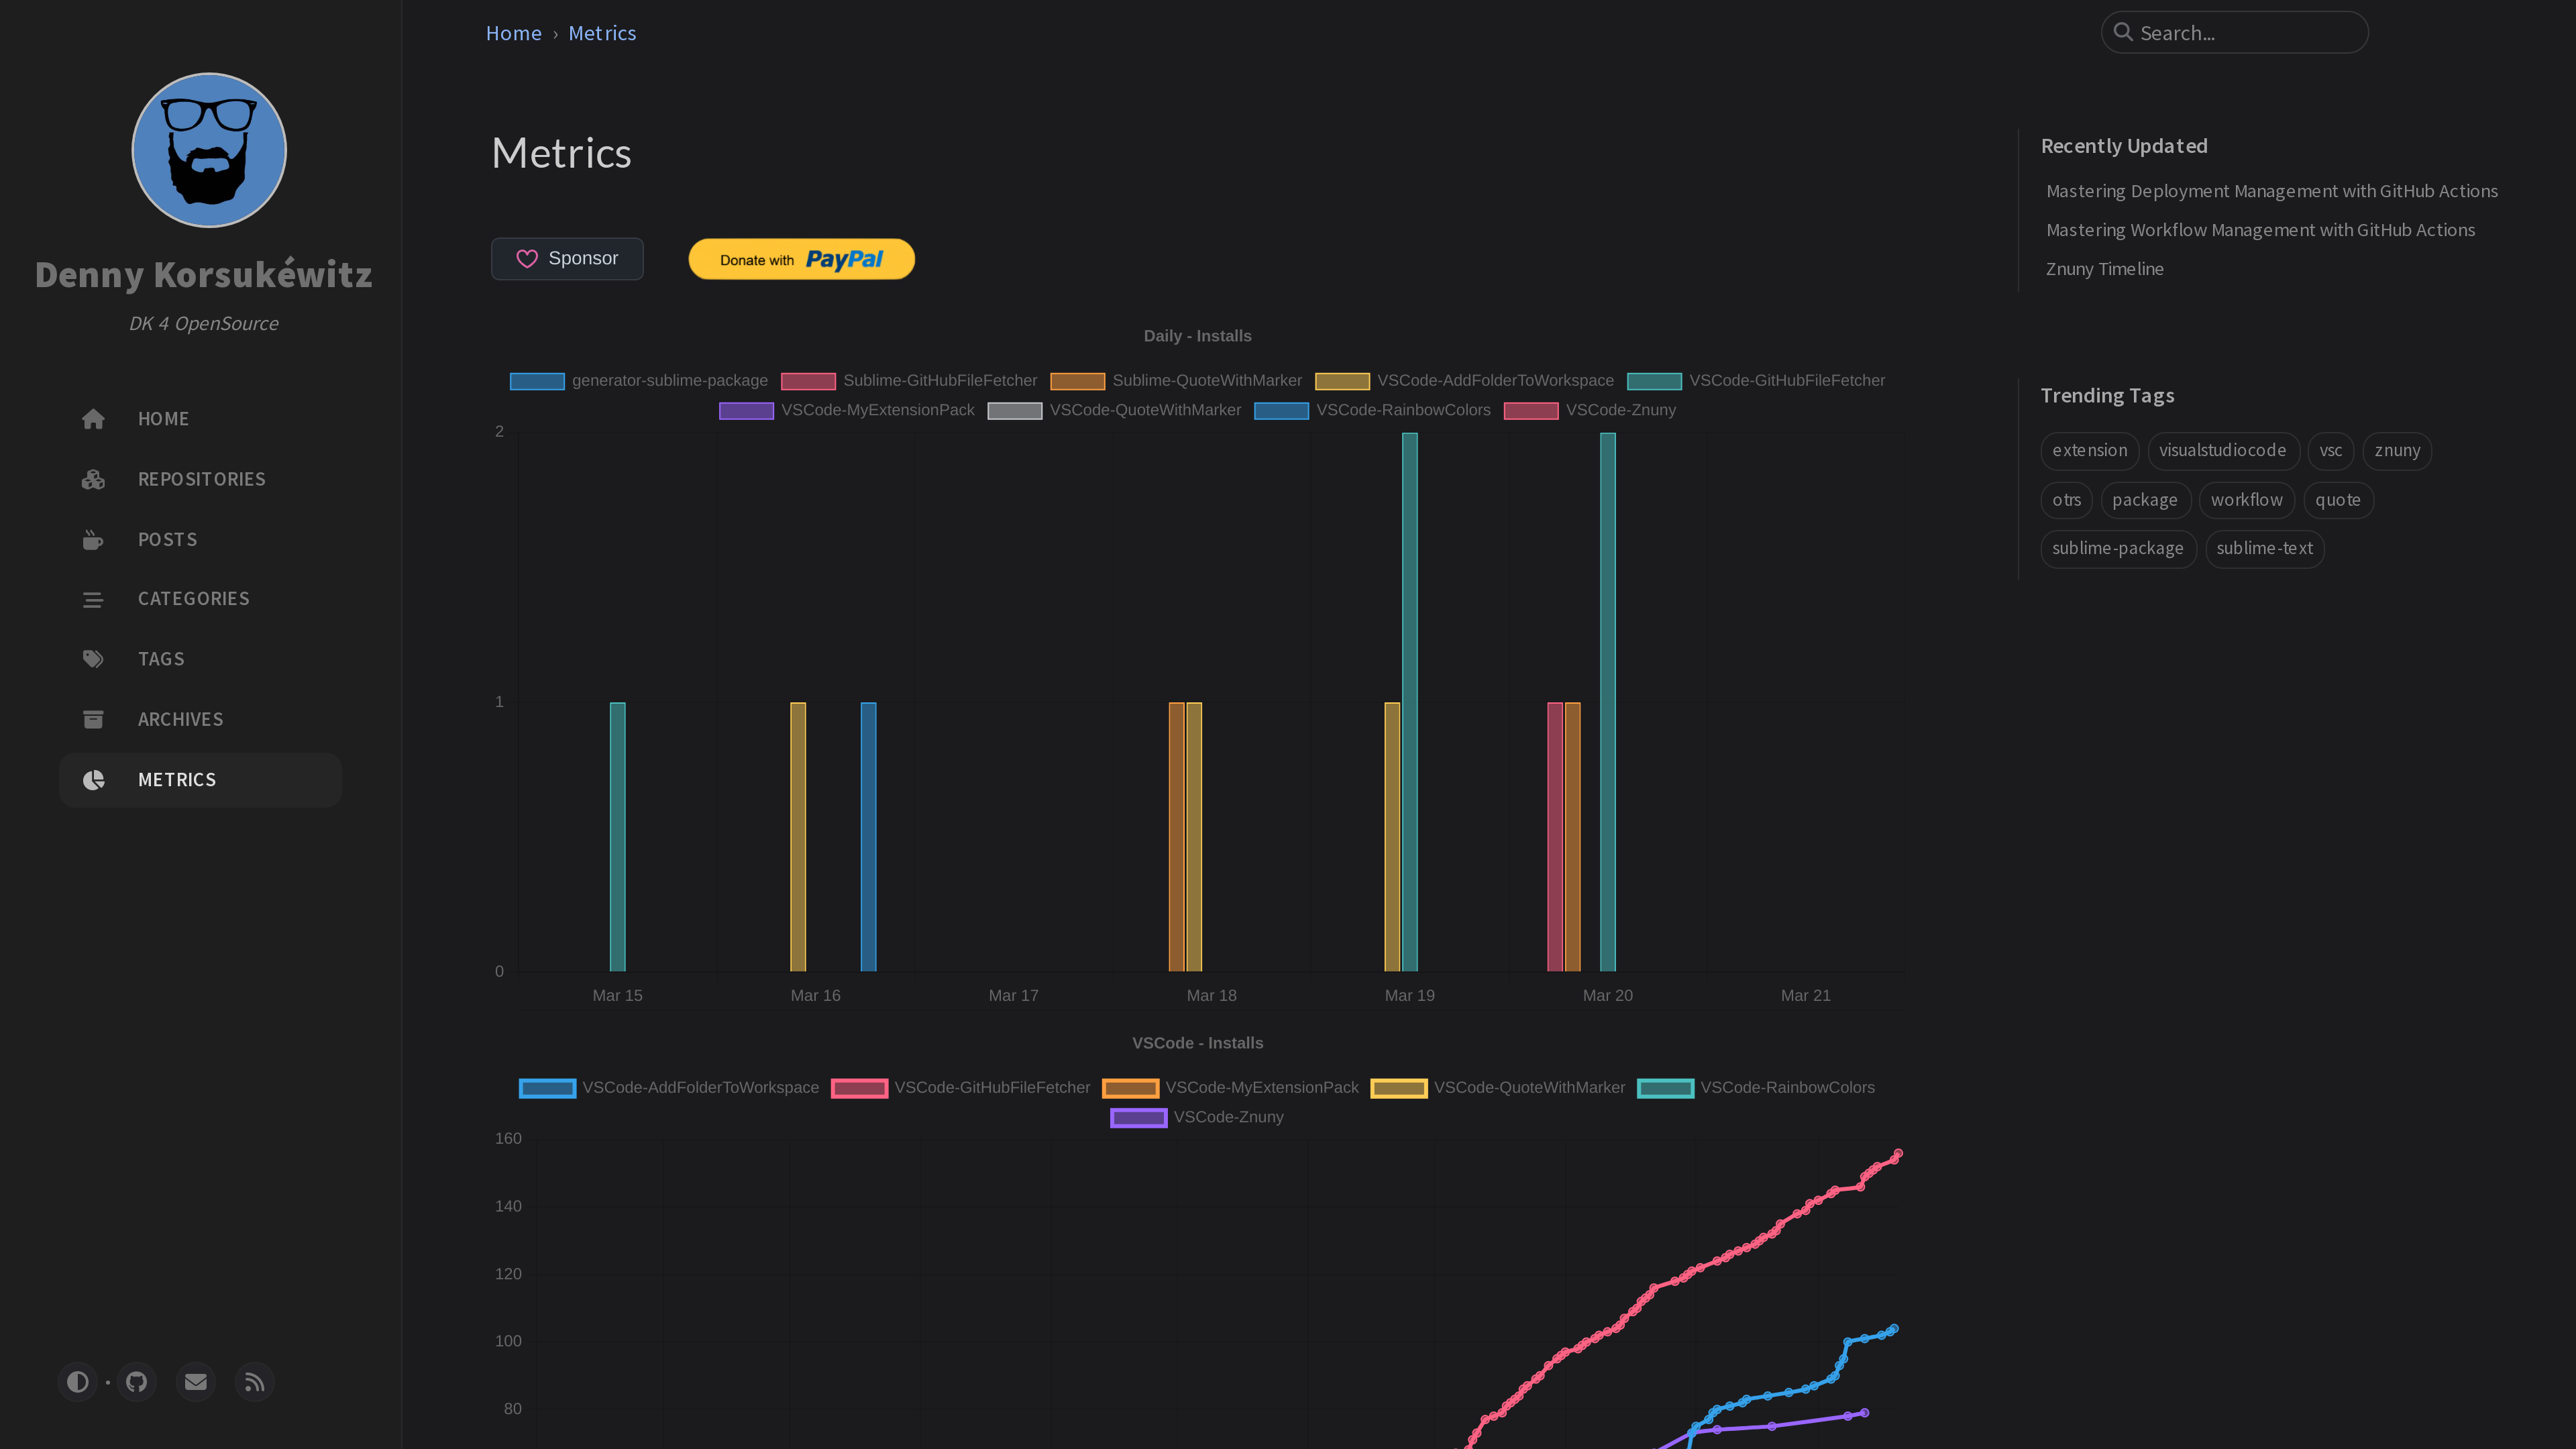 Denny Korsukéwitz
DK 4 OpenSource
HOME
REPOSITORIES
POSTS
CATEGORIES
TAGS
ARCHIVES
METRICS
Home › Metrics
Search...
Metrics
Sponsor
Donate with PayPal
Daily - Installs
generator-sublime-package Sublime-GitHubFileFetcher Sublime-QuoteWithMarker VSCode-AddFolderToWorkspace VSCode-GitHubFileFetcher
VSCode-MyExtensionPack VSCode-QuoteWithMarker VSCode-RainbowColors VSCode-Znuny
2
1
0
Mar 15 Mar 16 Mar 17 Mar 18 Mar 19 Mar 20 Mar 21
VSCode - Installs
VSCode-AddFolderToWorkspace VSCode-GitHubFileFetcher VSCode-MyExtensionPack VSCode-QuoteWithMarker VSCode-RainbowColors
VSCode-Znuny
160
140
120
100
80
Recently Updated
Mastering Deployment Management with GitHub Actions
Mastering Workflow Management with GitHub Actions
Znuny Timeline
Trending Tags
extension visualstudiocode vsc znuny
otrs package workflow quote
sublime-package sublime-text